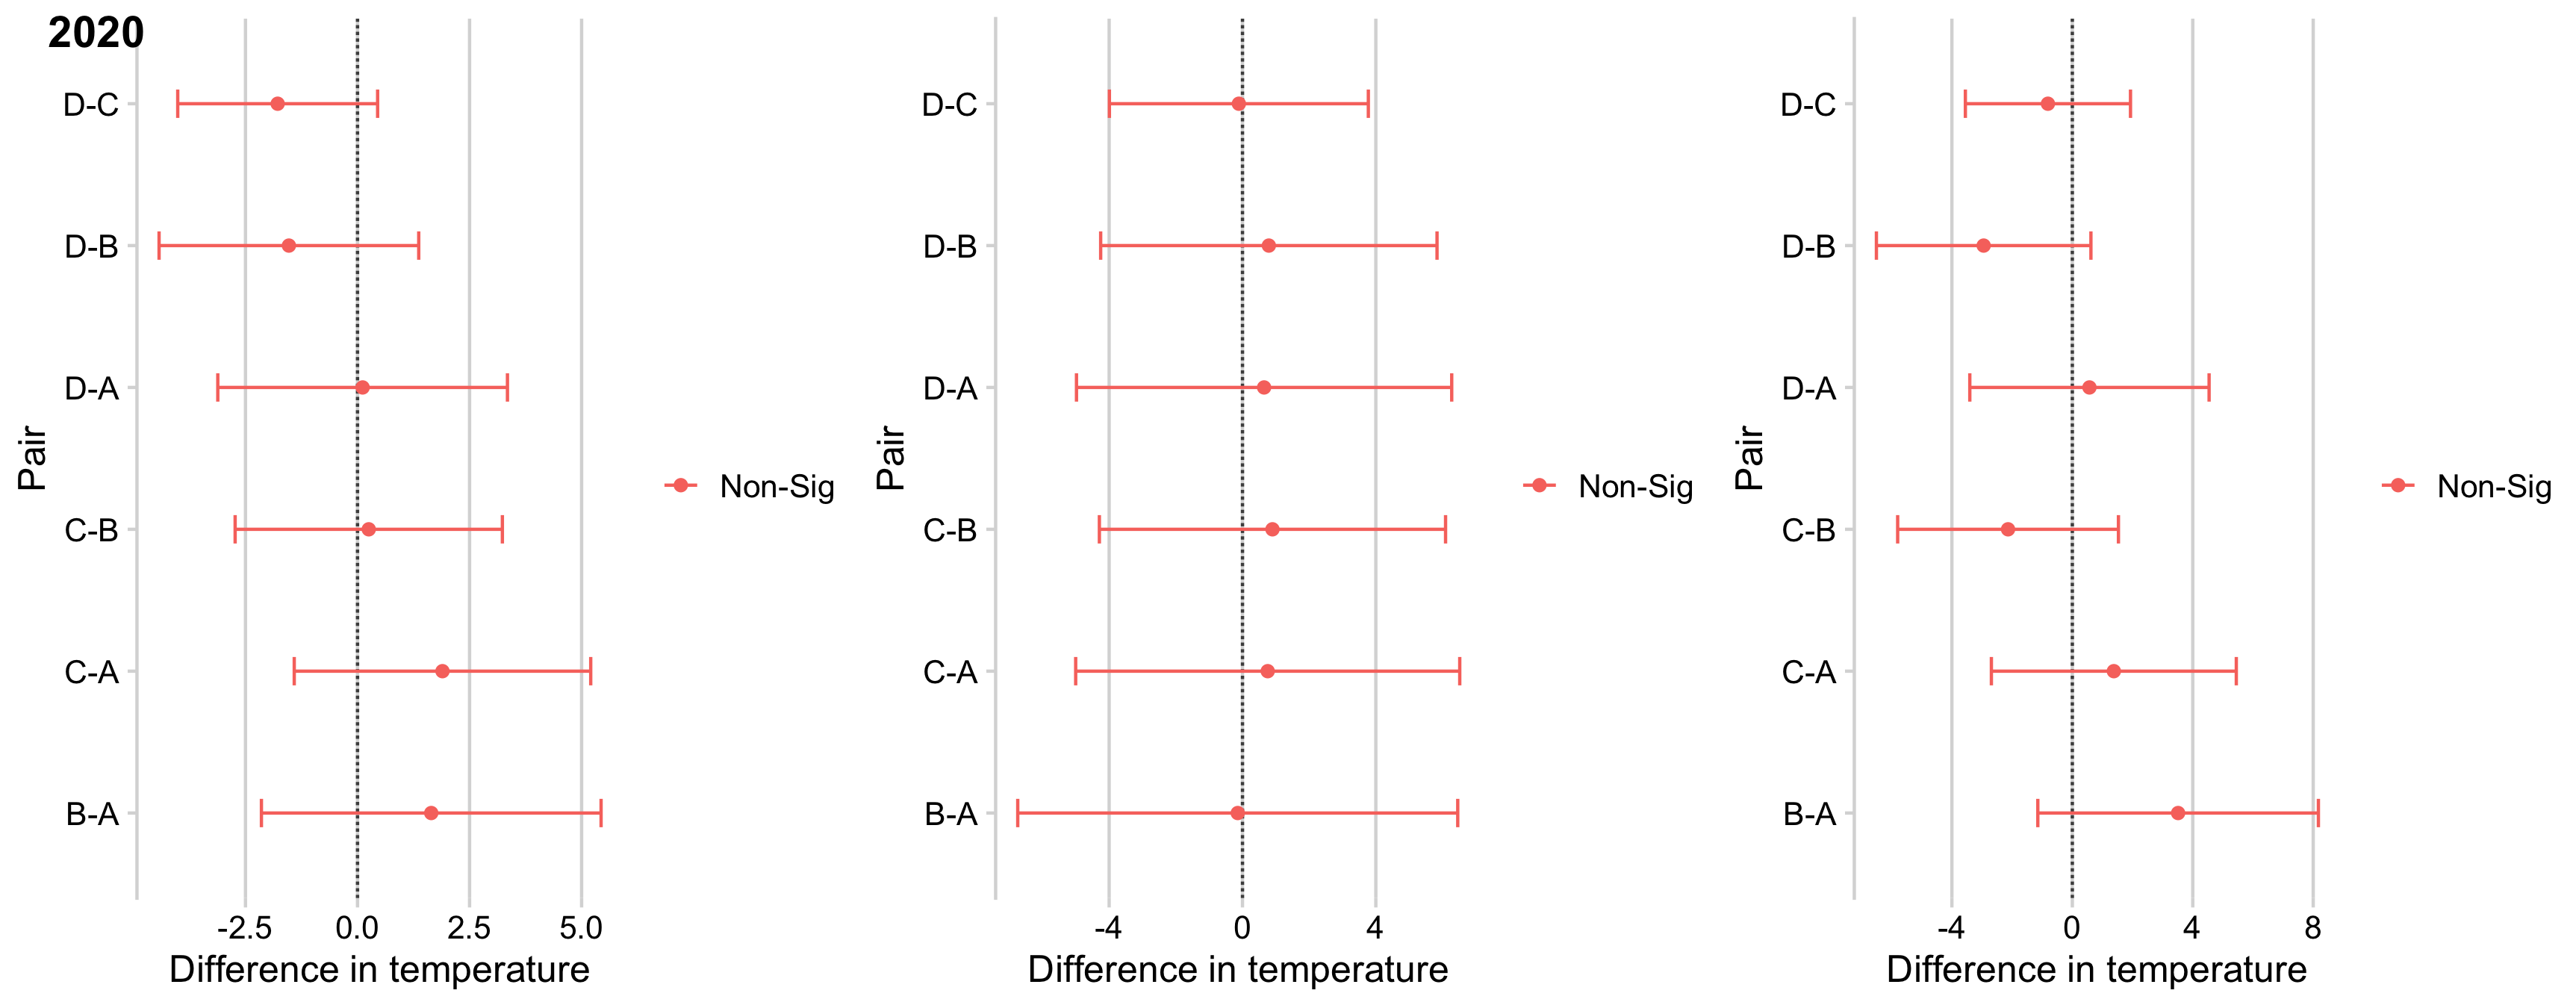 2020
D-C
D-B
D-A
C-B
C-A
B-A
Pair
-2.5 0.0 2.5 5.0
Difference in temperature
Non-Sig
D-C
D-B
D-A
C-B
C-A
B-A
Pair
-4 0 4
Difference in temperature
Non-Sig
D-C
D-B
D-A
C-B
C-A
B-A
Pair
-4 0 4 8
Difference in temperature
Non-Sig